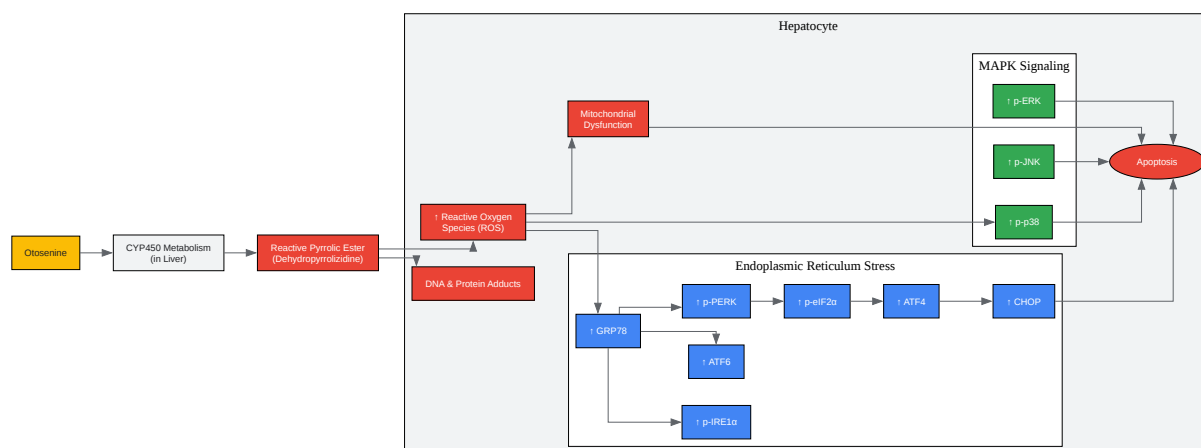 Hepatocyte
MAPK Signaling
↑ p-ERK
Mitochondrial
Dysfunction
↑ p-JNK
Apoptosis
↑ Reactive Oxygen
Species (ROS)
↑ p-p38
Otosenine
CYP450 Metabolism
(in Liver)
Reactive Pyrrolic Ester
(Dehydropyrrolizidine)
DNA & Protein Adducts
Endoplasmic Reticulum Stress
↑ p-PERK
↑ p-eIF2α
↑ ATF4
↑ CHOP
↑ GRP78
↑ ATF6
↑ p-IRE1α